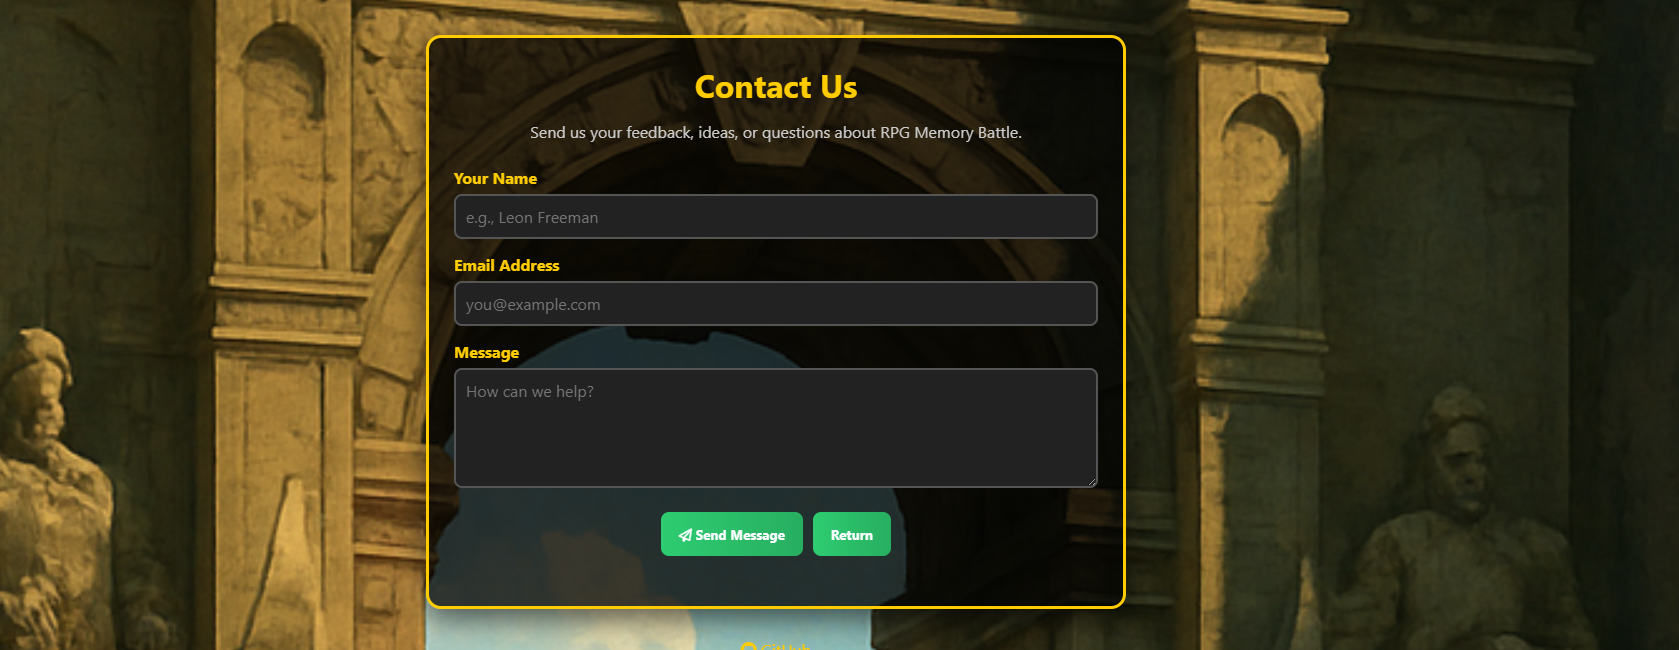 Contact Us
Send us your feedback, ideas, or questions about RPG Memory Battle.
Your Name
e.g., Leon Freeman
Email Address
you@example.com
Message
How can we help?
Send Message
Return
GitHub